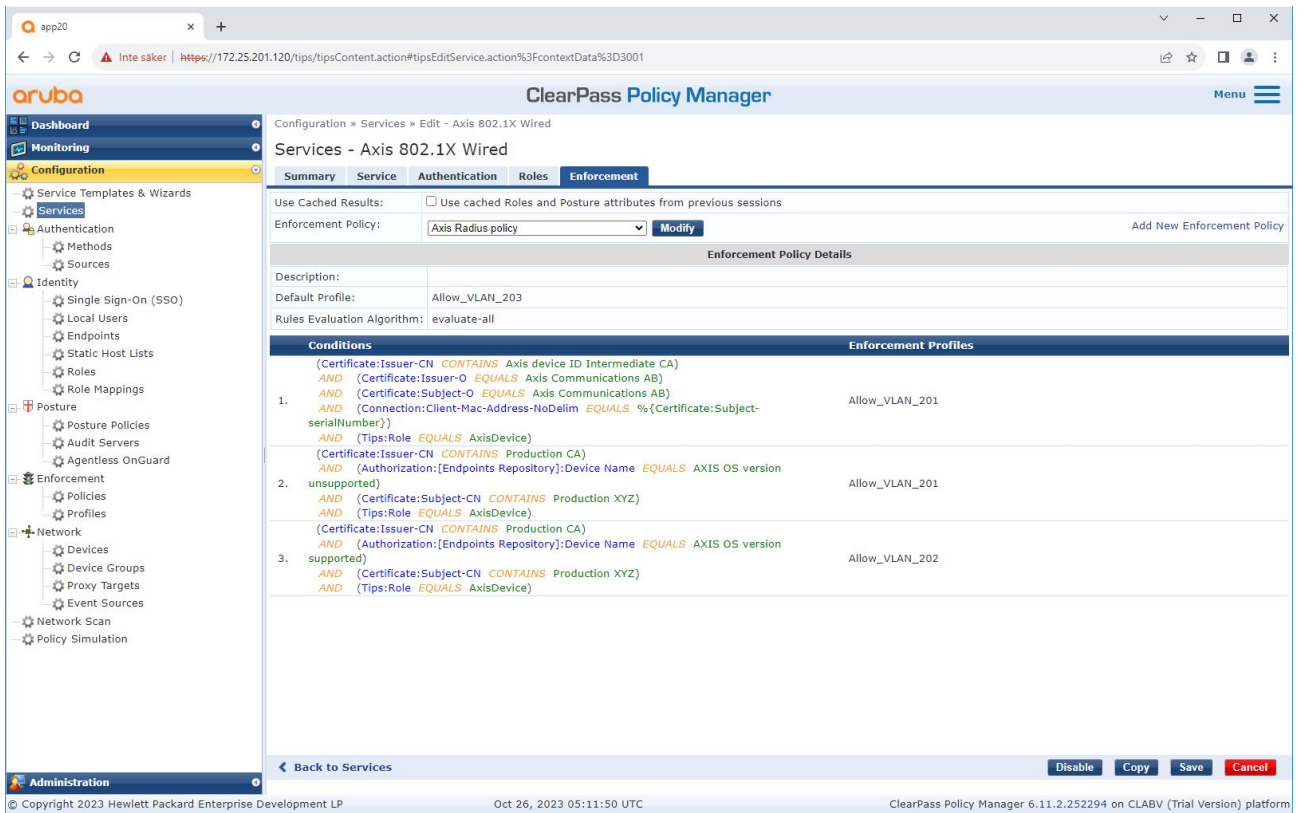 app20
Inte säker | https://172.25.201.120/tips/tipsContent.action#tipsEditService.action%3FcontextData%3D3001
aruba
ClearPass Policy Manager
Menu
Dashboard
Monitoring
Configuration
Service Templates & Wizards
Services
Authentication
Methods
Sources
Identity
Single Sign-On (SSO)
Local Users
Endpoints
Static Host Lists
Roles
Role Mappings
Posture
Posture Policies
Audit Servers
Agentless OnGuard
Enforcement
Policies
Profiles
Network
Devices
Device Groups
Proxy Targets
Event Sources
Network Scan
Policy Simulation
Administration
Configuration » Services » Edit - Axis 802.1X Wired
Services - Axis 802.1X Wired
Summary Service Authentication Roles Enforcement
Use Cached Results: Use cached Roles and Posture attributes from previous sessions
Enforcement Policy: Axis Radius policy Modify Add New Enforcement Policy
Enforcement Policy Details
Description:
Default Profile: Allow_VLAN_203
Rules Evaluation Algorithm: evaluate-all
Conditions Enforcement Profiles
(Certificate:Issuer-CN CONTAINS Axis device ID Intermediate CA)
AND (Certificate:Issuer-O EQUALS Axis Communications AB)
AND (Certificate:Subject-O EQUALS Axis Communications AB)
1. AND (Connection:Client-Mac-Address-NoDelim EQUALS %{Certificate:Subject- Allow_VLAN_201
serialNumber})
AND (Tips:Role EQUALS AxisDevice)
(Certificate:Issuer-CN CONTAINS Production CA)
AND (Authorization:[Endpoints Repository]:Device Name EQUALS AXIS OS version
2. unsupported) Allow_VLAN_201
AND (Certificate:Subject-CN CONTAINS Production XYZ)
AND (Tips:Role EQUALS AxisDevice)
(Certificate:Issuer-CN CONTAINS Production CA)
AND (Authorization:[Endpoints Repository]:Device Name EQUALS AXIS OS version
3. supported) Allow_VLAN_202
AND (Certificate:Subject-CN CONTAINS Production XYZ)
AND (Tips:Role EQUALS AxisDevice)
Back to Services Disable Copy Save Cancel
© Copyright 2023 Hewlett Packard Enterprise Development LP Oct 26, 2023 05:11:50 UTC ClearPass Policy Manager 6.11.2.252294 on CLABV (Trial Version) platform